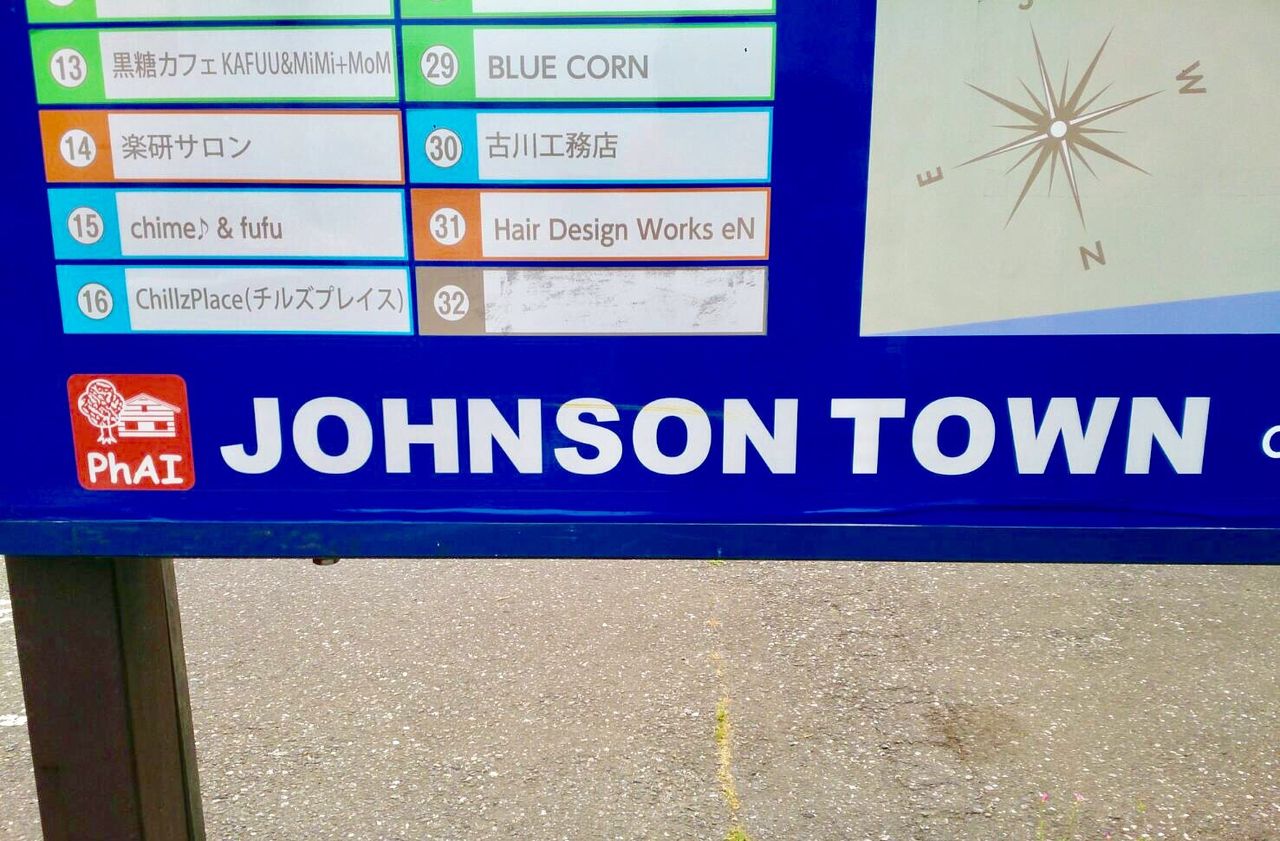 13 黒糖カフェ KAFUU&MiMi+MoM
14 楽研サロン
15 chime♪ & fufu
16 ChillzPlace(チルズプレイス)
29 BLUE CORN
30 古川工務店
31 Hair Design Works eN
32
W
E
N
PhAI
JOHNSON TOWN